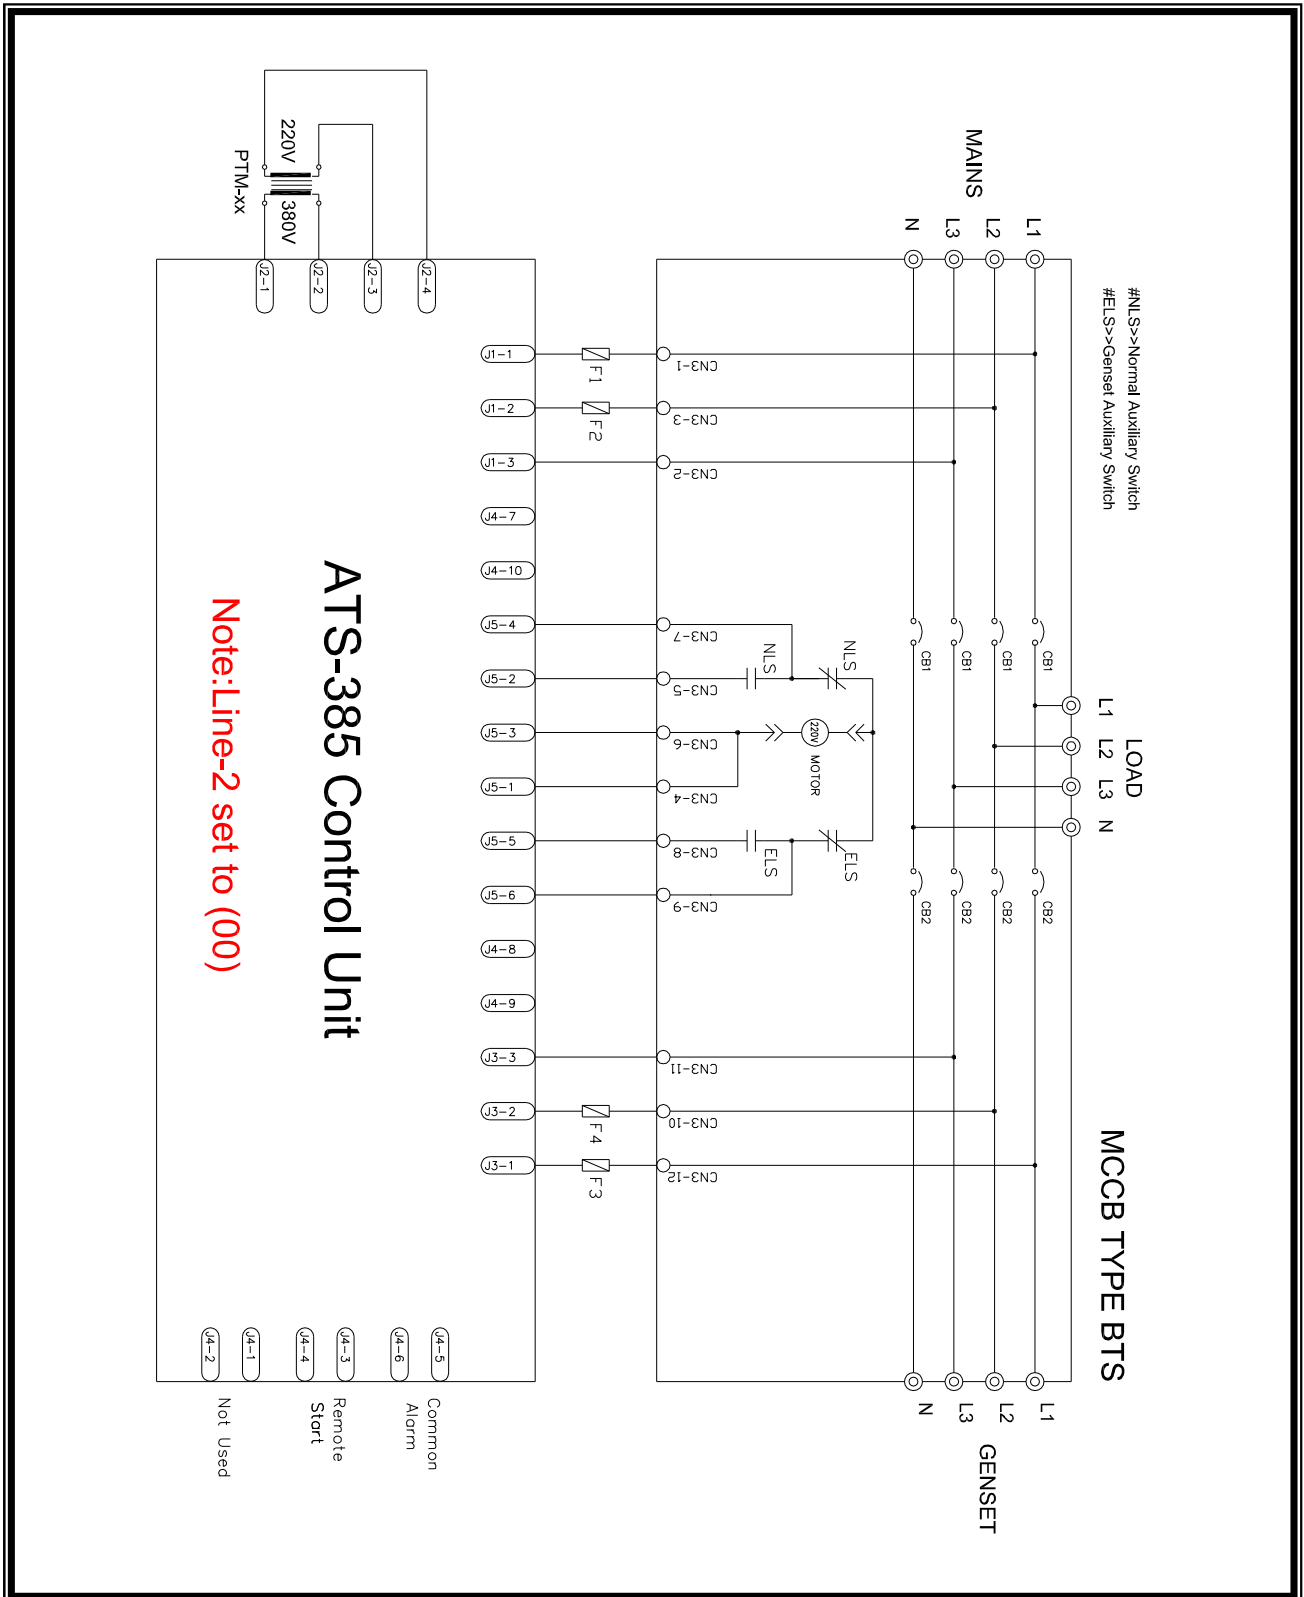 MCCB TYPE BTS
#NLS>>Normal Auxiliary Switch
#ELS>>Genset Auxiliary Switch
LOAD
L1
L2
L3
N
MAINS
L1
L2
L3
N
GENSET
L1
L2
L3
N
CB1
CB1
CB1
CB1
CB2
CB2
CB2
CB2
NLS
NLS
220V
MOTOR
ELS
ELS
CN3-1
CN3-3
CN3-2
CN3-7
CN3-5
CN3-6
CN3-4
CN3-8
CN3-9
CN3-11
CN3-10
CN3-12
F1
F2
F4
F3
J1-1
J1-2
J1-3
J4-7
J4-10
J5-4
J5-2
J5-3
J5-1
J5-5
J5-6
J4-8
J4-9
J3-3
J3-2
J3-1
J2-4
J2-3
J2-2
J2-1
220V
380V
PTM-xx
ATS-385 Control Unit
Note:Line-2 set to (00)
J4-5
J4-6
Common
Alarm
J4-3
J4-4
Remote
Start
J4-1
J4-2
Not Used